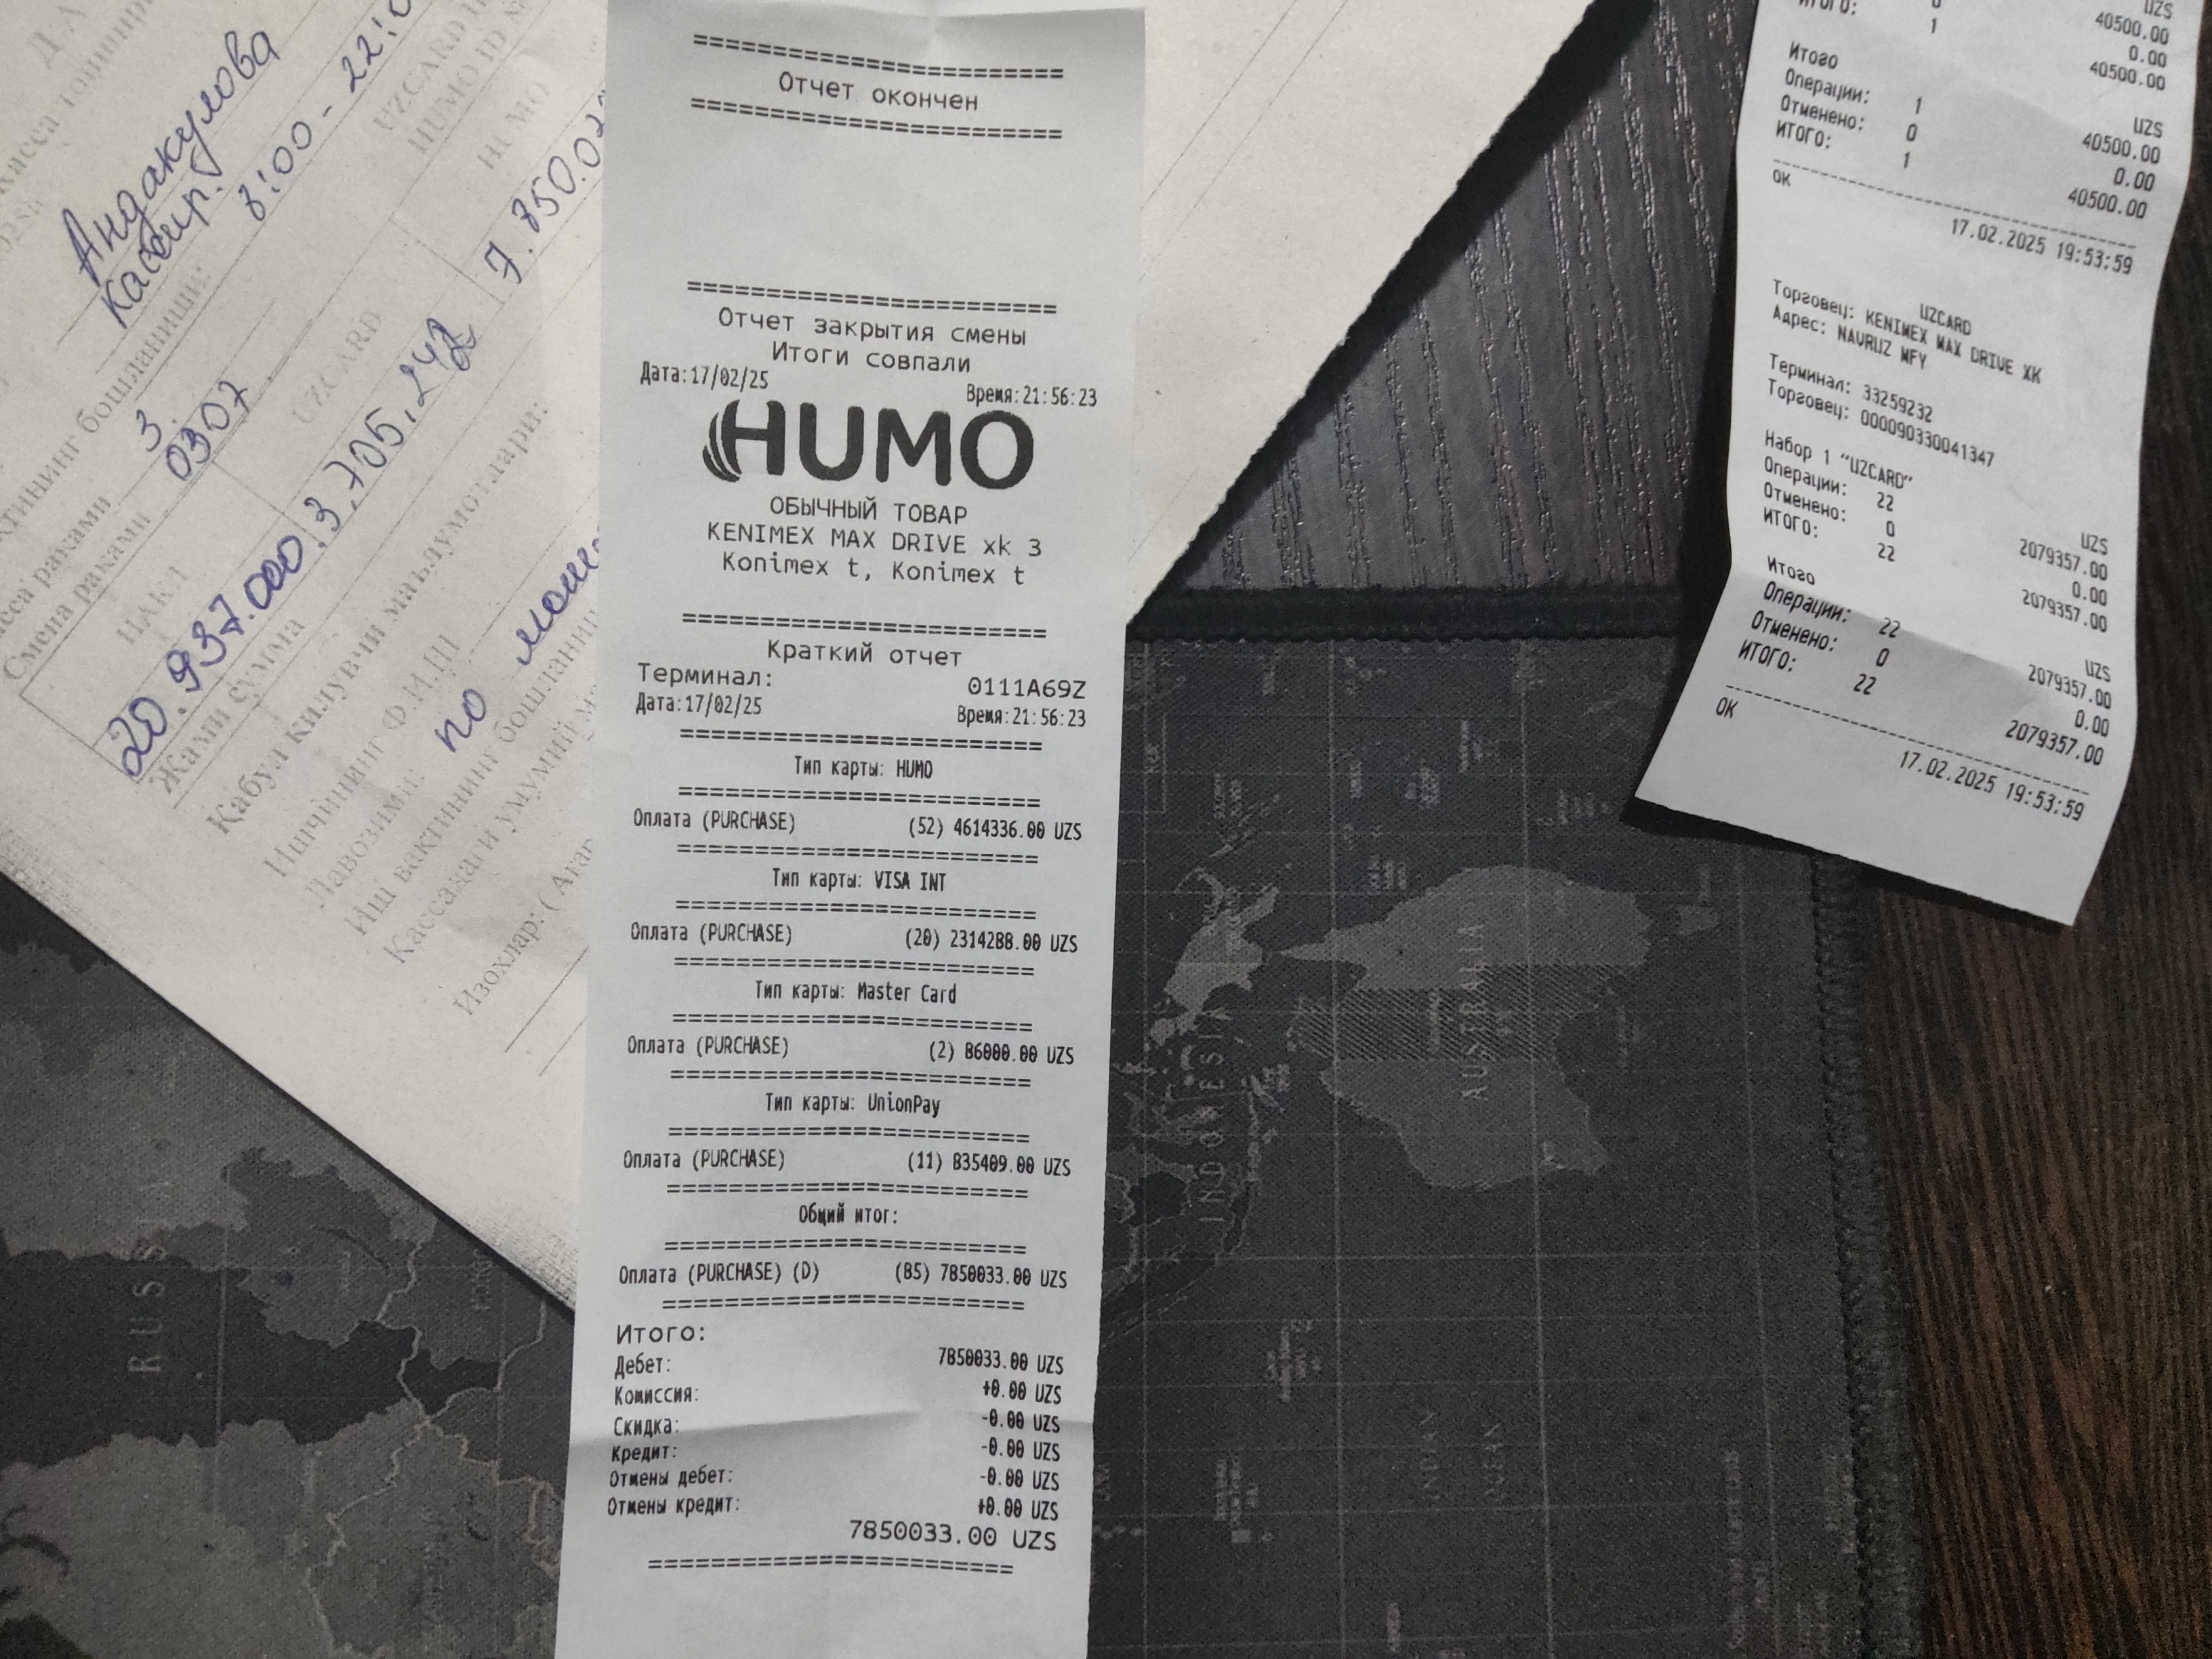 Андакулова
Кассир.
8:00 - 22:0
UZCARD
HUMO ID
HUMO
3.
0307
UZCARD
7.850.02
Смена раками
НАКД
20.937.000
3.705.242
Жами сумма
Қабул қилувчи маълумотлари:
Ишчининг Ф.И.Ш
Лавозими:
по
Иш вақтининг бошланиши
Кассадаги умумий
Изоҳлар: (Агар
========================
Отчет окончен
========================
========================
Отчет закрытия смены
Итоги совпали
Дата:17/02/25 Время:21:56:23
HUMO
ОБЫЧНЫЙ ТОВАР
KENIMEX MAX DRIVE xk 3
Konimex t, Konimex t
========================
Краткий отчет
Терминал: 0111A69Z
Дата:17/02/25 Время:21:56:23
========================
Тип карты: HUMO
========================
Оплата (PURCHASE) (52) 4614336.00 UZS
========================
Тип карты: VISA INT
========================
Оплата (PURCHASE) (20) 2314288.00 UZS
========================
Тип карты: Master Card
========================
Оплата (PURCHASE) (2) 86000.00 UZS
========================
Тип карты: UnionPay
========================
Оплата (PURCHASE) (11) 835409.00 UZS
========================
Общий итог:
========================
Оплата (PURCHASE) (D) (85) 7850033.00 UZS
========================
Итого:
Дебет: 7850033.00 UZS
Комиссия: +0.00 UZS
Скидка: -0.00 UZS
Кредит: -0.00 UZS
Отмены дебет: -0.00 UZS
Отмены кредит: +0.00 UZS
7850033.00 UZS
========================
UZS
40500.00
0 0.00
ИТОГО: 1 40500.00
Итого UZS
Операции: 1 40500.00
Отменено: 0 0.00
ИТОГО: 1 40500.00
OK
17.02.2025 19:53:59
UZCARD
Торговец: KENIMEX MAX DRIVE XK
Адрес: NAVRUZ MFY
Терминал: 33259232
Торговец: 000090330041347
Набор 1 "UZCARD" UZS
Операции: 22 2079357.00
Отменено: 0 0.00
ИТОГО: 22 2079357.00
Итого UZS
Операции: 22 2079357.00
Отменено: 0 0.00
ИТОГО: 22 2079357.00
OK
17.02.2025 19:53:59
AUSTRALIA
INDONESIA
RUSSIA